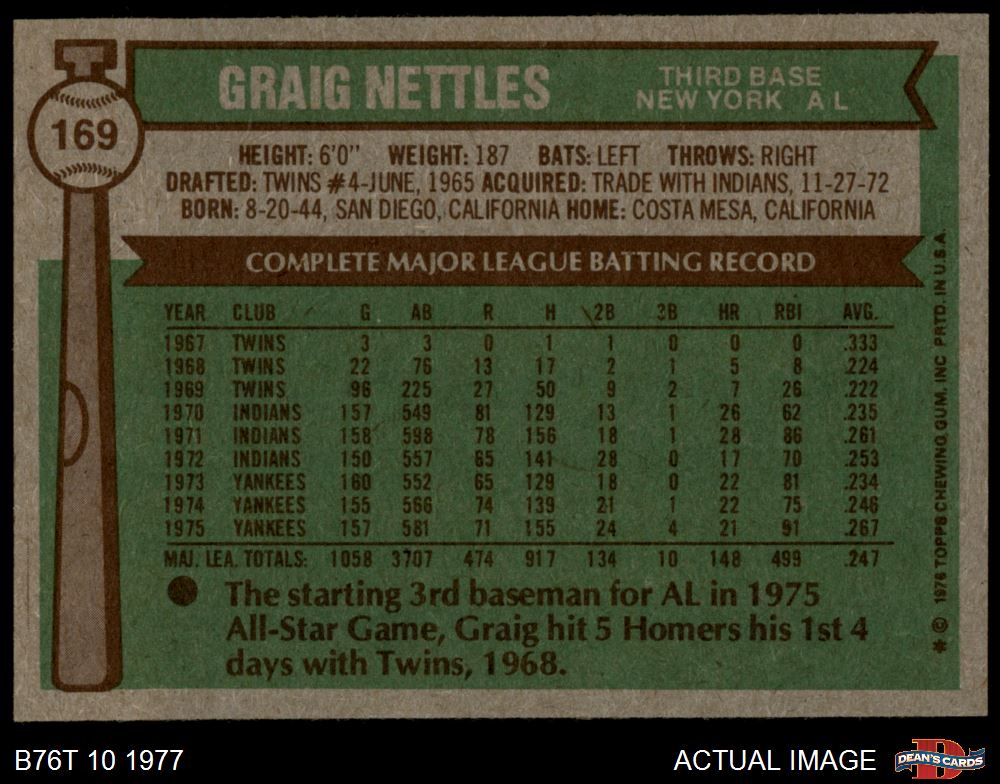 169
GRAIG NETTLES
THIRD BASE
NEW YORK A L
HEIGHT: 6'0" WEIGHT: 187 BATS: LEFT THROWS: RIGHT
DRAFTED: TWINS #4-JUNE, 1965 ACQUIRED: TRADE WITH INDIANS, 11-27-72
BORN: 8-20-44, SAN DIEGO, CALIFORNIA HOME: COSTA MESA, CALIFORNIA
COMPLETE MAJOR LEAGUE BATTING RECORD
YEAR CLUB G AB R H 2B 3B HR RBI AVG.
1967 TWINS 3 3 0 1 1 0 0 0 .333
1968 TWINS 22 76 13 17 2 1 5 8 .224
1969 TWINS 96 225 27 50 9 2 7 26 .222
1970 INDIANS 157 549 81 129 13 1 26 62 .235
1971 INDIANS 158 598 78 156 18 1 28 86 .261
1972 INDIANS 150 557 65 141 28 0 17 70 .253
1973 YANKEES 160 552 65 129 18 0 22 81 .234
1974 YANKEES 155 566 74 139 21 1 22 75 .246
1975 YANKEES 157 581 71 155 24 4 21 91 .267
MAJ. LEA. TOTALS: 1058 3707 474 917 134 10 148 499 .247
The starting 3rd baseman for AL in 1975
All-Star Game, Graig hit 5 Homers his 1st 4
days with Twins, 1968.
* © 1976 TOPPS CHEWING GUM, INC PRTD. IN U.S.A.
B76T 10 1977
ACTUAL IMAGE
D
DEAN'S CARDS